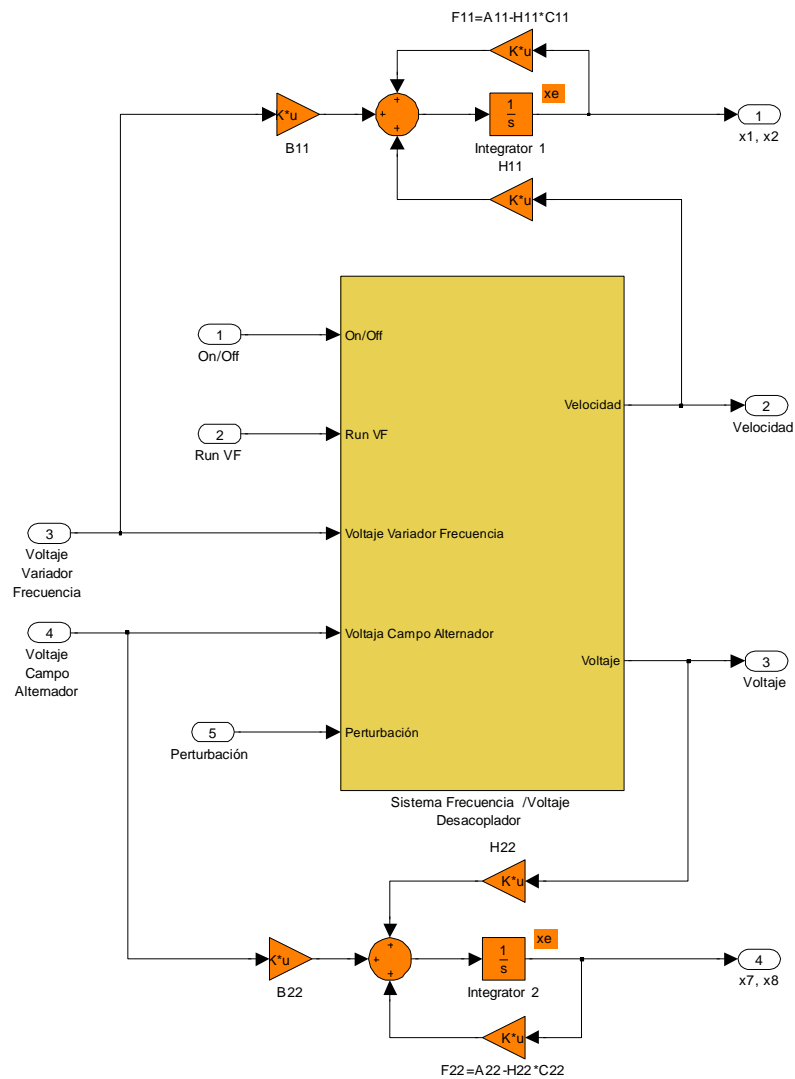 F11=A11-H11*C11
K*u
xe
K*u
+
+
+
1
s
1
B11
Integrator 1
x1, x2
H11
K*u
1
On/Off
On/Off
Velocidad
2
Velocidad
2
Run VF
Run VF
3
Voltaje Variador Frecuencia
Voltaje
Variador
Frecuencia
4
Voltaja Campo Alternador
Voltaje
Campo
Alternador
Voltaje
3
Voltaje
5
Perturbación
Perturbación
Sistema Frecuencia /Voltaje
Desacoplador
H22
K*u
xe
K*u
+
+
+
1
s
4
B22
Integrator 2
x7, x8
K*u
F22=A22-H22*C22